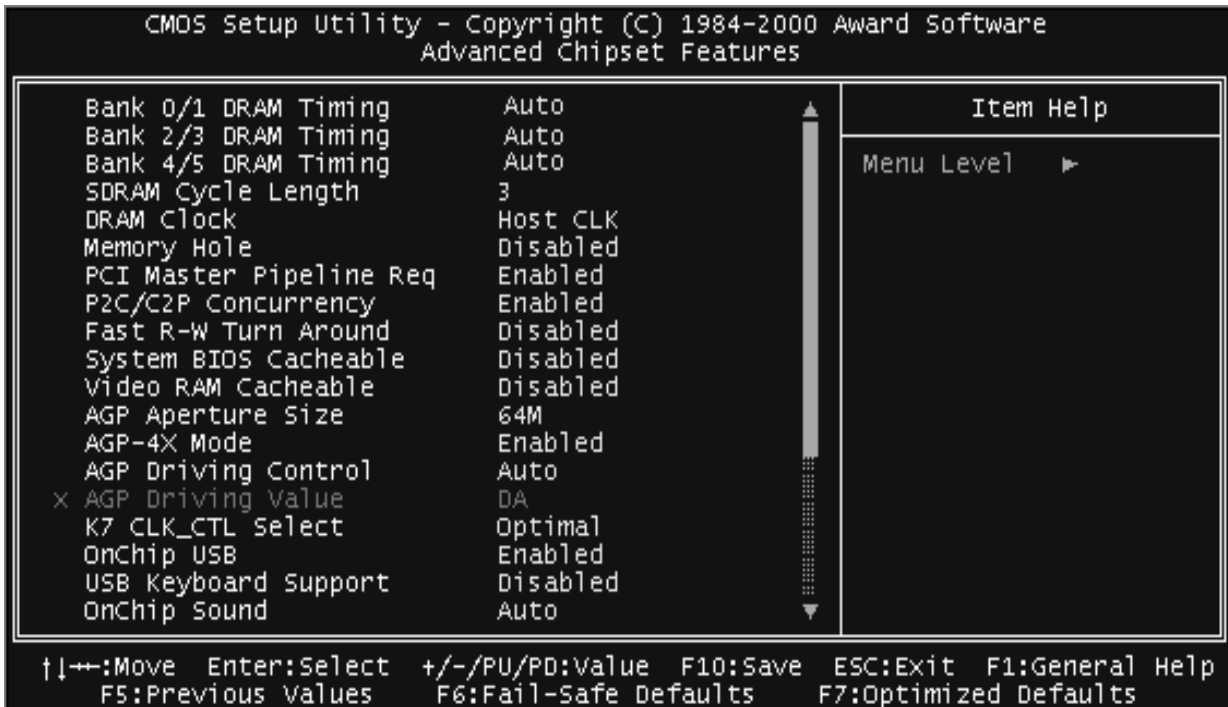 CMOS Setup Utility - Copyright (C) 1984-2000 Award Software
Advanced Chipset Features
Bank 0/1 DRAM Timing Auto
Bank 2/3 DRAM Timing Auto
Bank 4/5 DRAM Timing Auto
SDRAM Cycle Length 3
DRAM Clock Host CLK
Memory Hole Disabled
PCI Master Pipeline Req Enabled
P2C/C2P Concurrency Enabled
Fast R-W Turn Around Disabled
System BIOS Cacheable Disabled
Video RAM Cacheable Disabled
AGP Aperture Size 64M
AGP-4X Mode Enabled
AGP Driving Control Auto
x AGP Driving Value DA
K7 CLK_CTL Select Optimal
OnChip USB Enabled
USB Keyboard Support Disabled
OnChip Sound Auto
Item Help
Menu Level ►
↑↓→←:Move Enter:Select +/-/PU/PD:Value F10:Save ESC:Exit F1:General Help
F5:Previous Values F6:Fail-Safe Defaults F7:Optimized Defaults